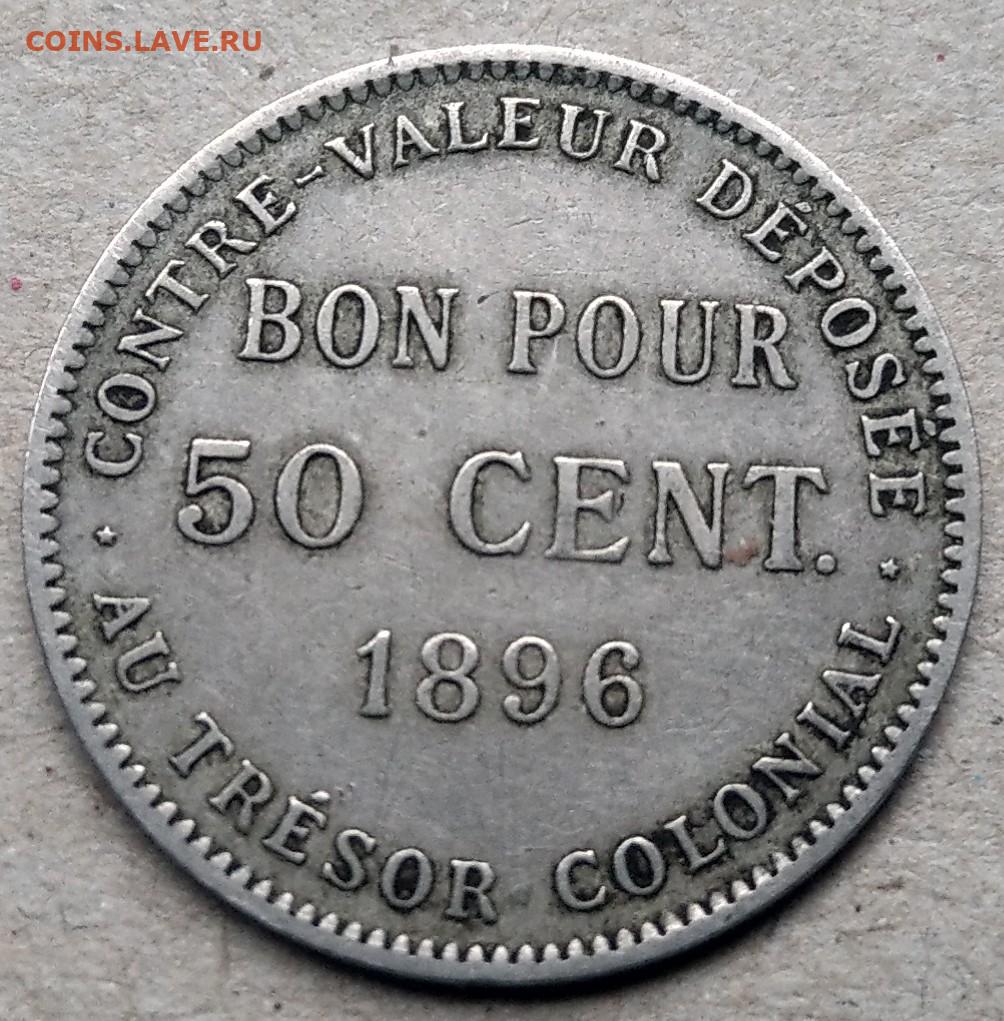 COINS.LAVE.RU
CONTRE-VALEUR DÉPOSÉE
BON POUR
50 CENT.
1896
AU TRÉSOR COLONIAL